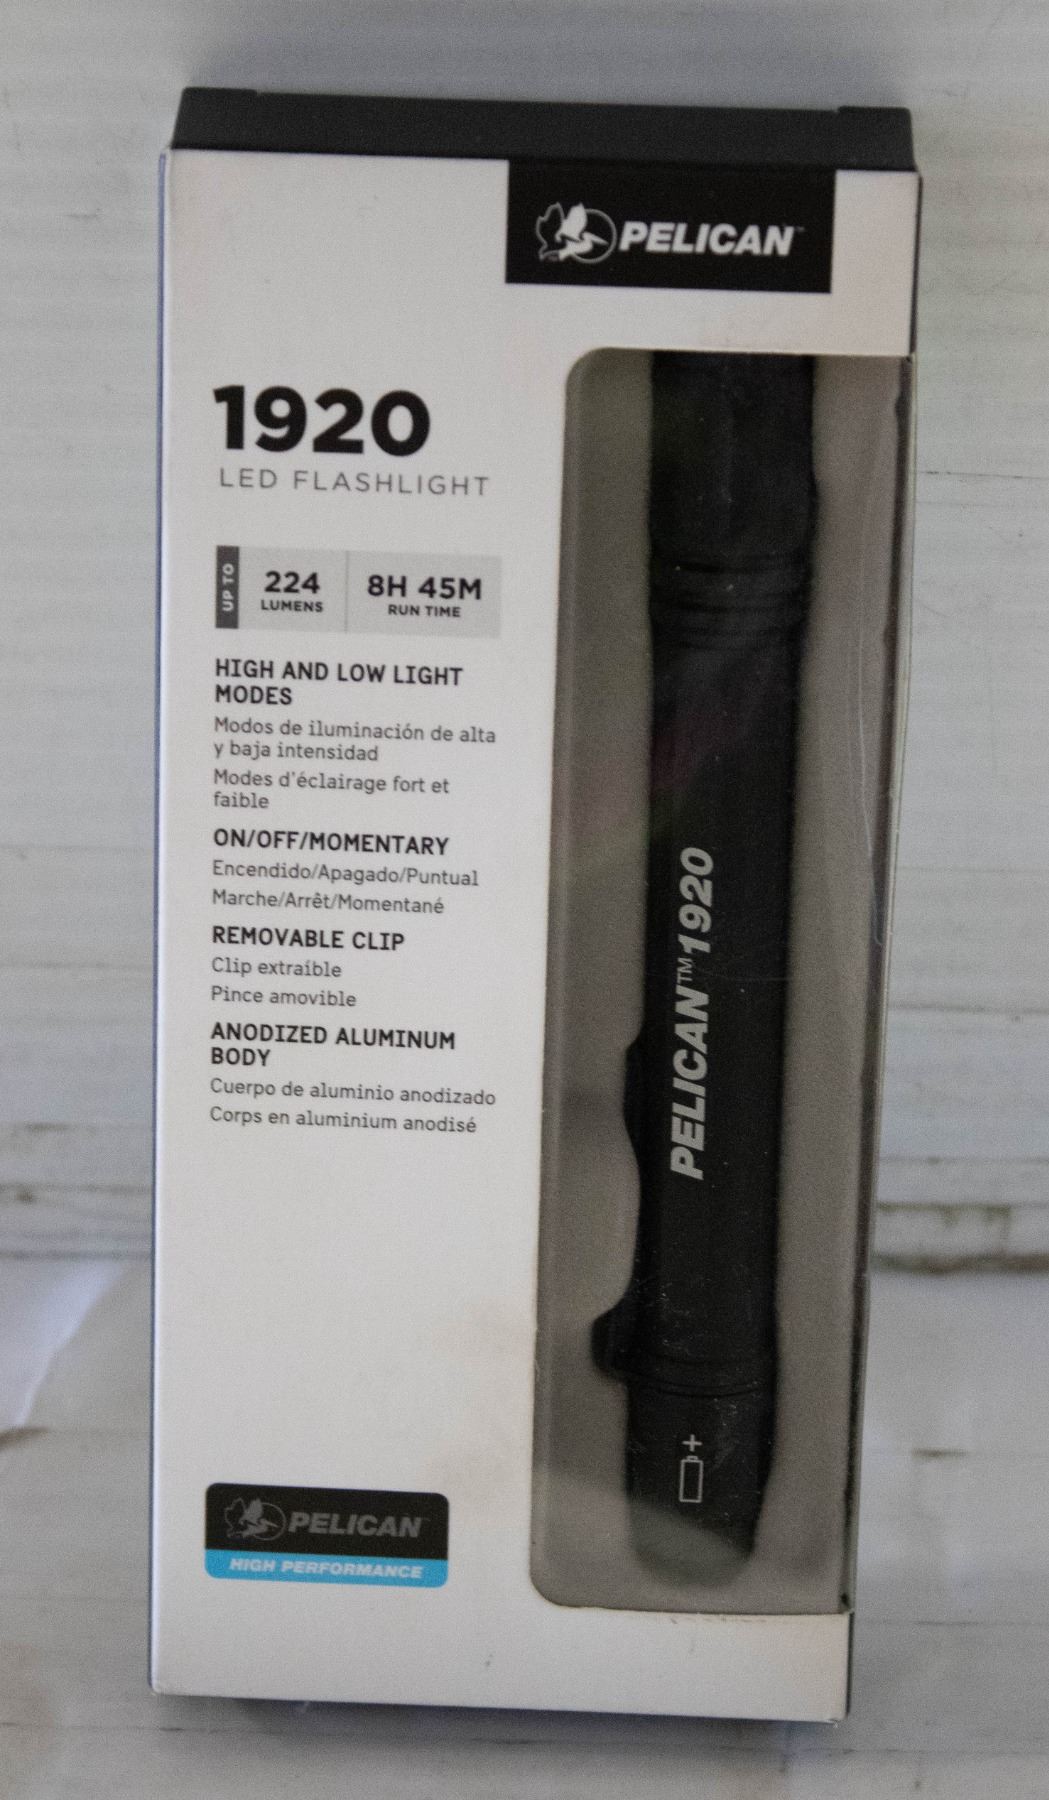 PELICAN™
1920
LED FLASHLIGHT
UP TO
224
LUMENS
8H 45M
RUN TIME
HIGH AND LOW LIGHT
MODES
Modos de iluminación de alta
y baja intensidad
Modes d'éclairage fort et
faible
ON/OFF/MOMENTARY
Encendido/Apagado/Puntual
Marche/Arrêt/Momentané
REMOVABLE CLIP
Clip extraíble
Pince amovible
ANODIZED ALUMINUM
BODY
Cuerpo de aluminio anodizado
Corps en aluminium anodisé
PELICAN™1920
+
PELICAN™
HIGH PERFORMANCE